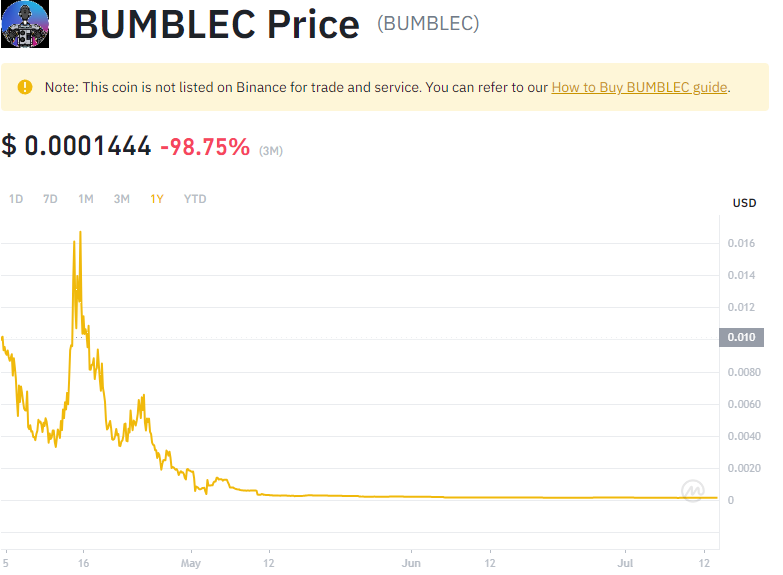 BUMBLEC Price (BUMBLEC)
Note: This coin is not listed on Binance for trade and service. You can refer to our How to Buy BUMBLEC guide.
$ 0.0001444 -98.75% (3M)
1D 7D 1M 3M 1Y YTD
USD
0.016
0.014
0.012
0.010
0.0080
0.0060
0.0040
0.0020
0
5 16 May 12 Jun 12 Jul 12